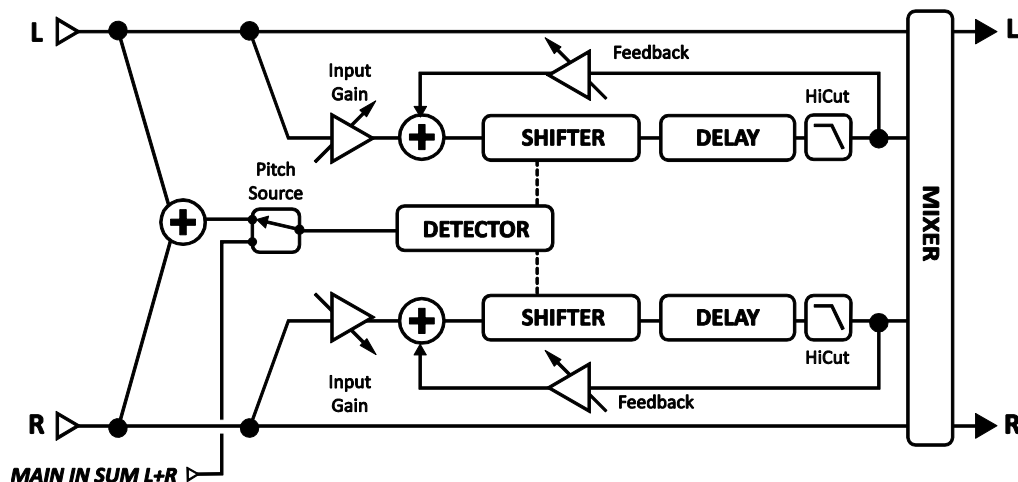 L
L
Feedback
Input
Gain
HiCut
SHIFTER
DELAY
Pitch
Source
DETECTOR
MIXER
SHIFTER
DELAY
HiCut
Input
Gain
Feedback
R
R
MAIN IN SUM L+R